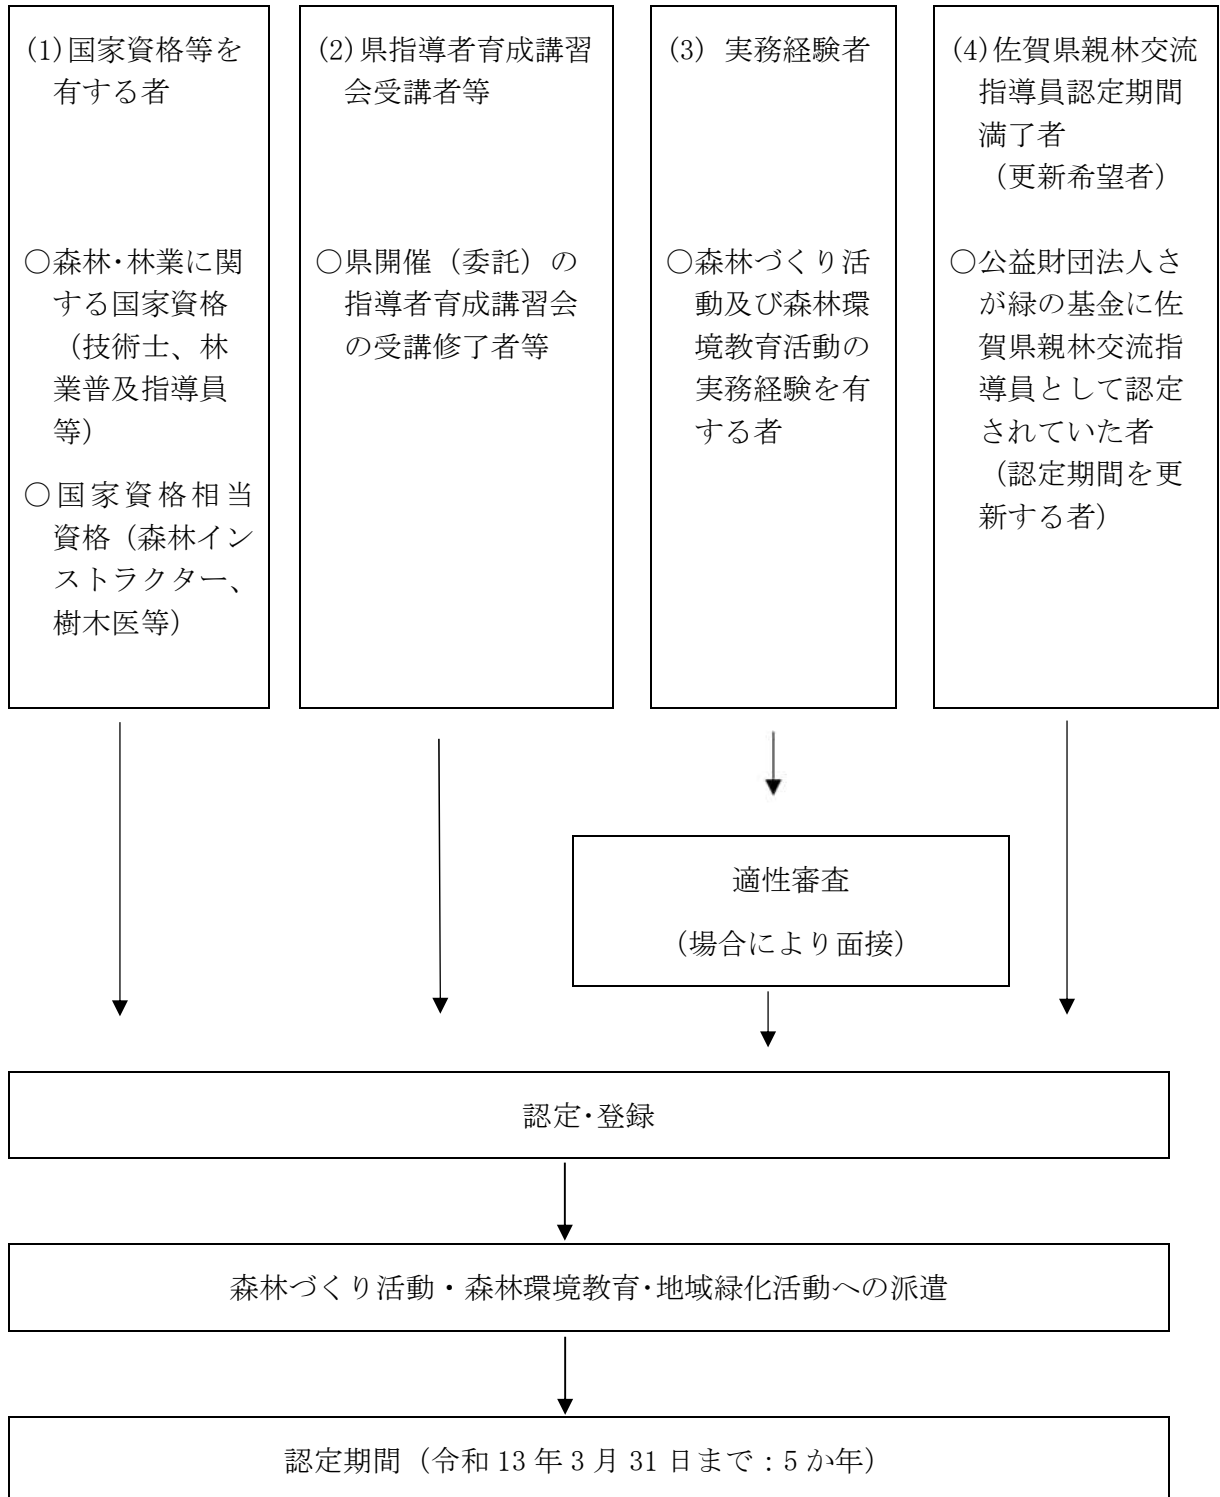 (1)国家資格等を
有する者
○森林･林業に関
する国家資格
（技術士、林
業普及指導員
等）
○国家資格相当
資格（森林イン
ストラクター、
樹木医等）
(2)県指導者育成講習
会受講者等
○県開催（委託）の
指導者育成講習会
の受講修了者等
(3) 実務経験者
○森林づくり活
動及び森林環
境教育活動の
実務経験を有
する者
(4)佐賀県親林交流
指導員認定期間
満了者
（更新希望者）
○公益財団法人さ
が緑の基金に佐
賀県親林交流指
導員として認定
されていた者
（認定期間を更
新する者）
適性審査
（場合により面接）
認定･登録
森林づくり活動・森林環境教育･地域緑化活動への派遣
認定期間（令和 13 年 3 月 31 日まで：5 か年）